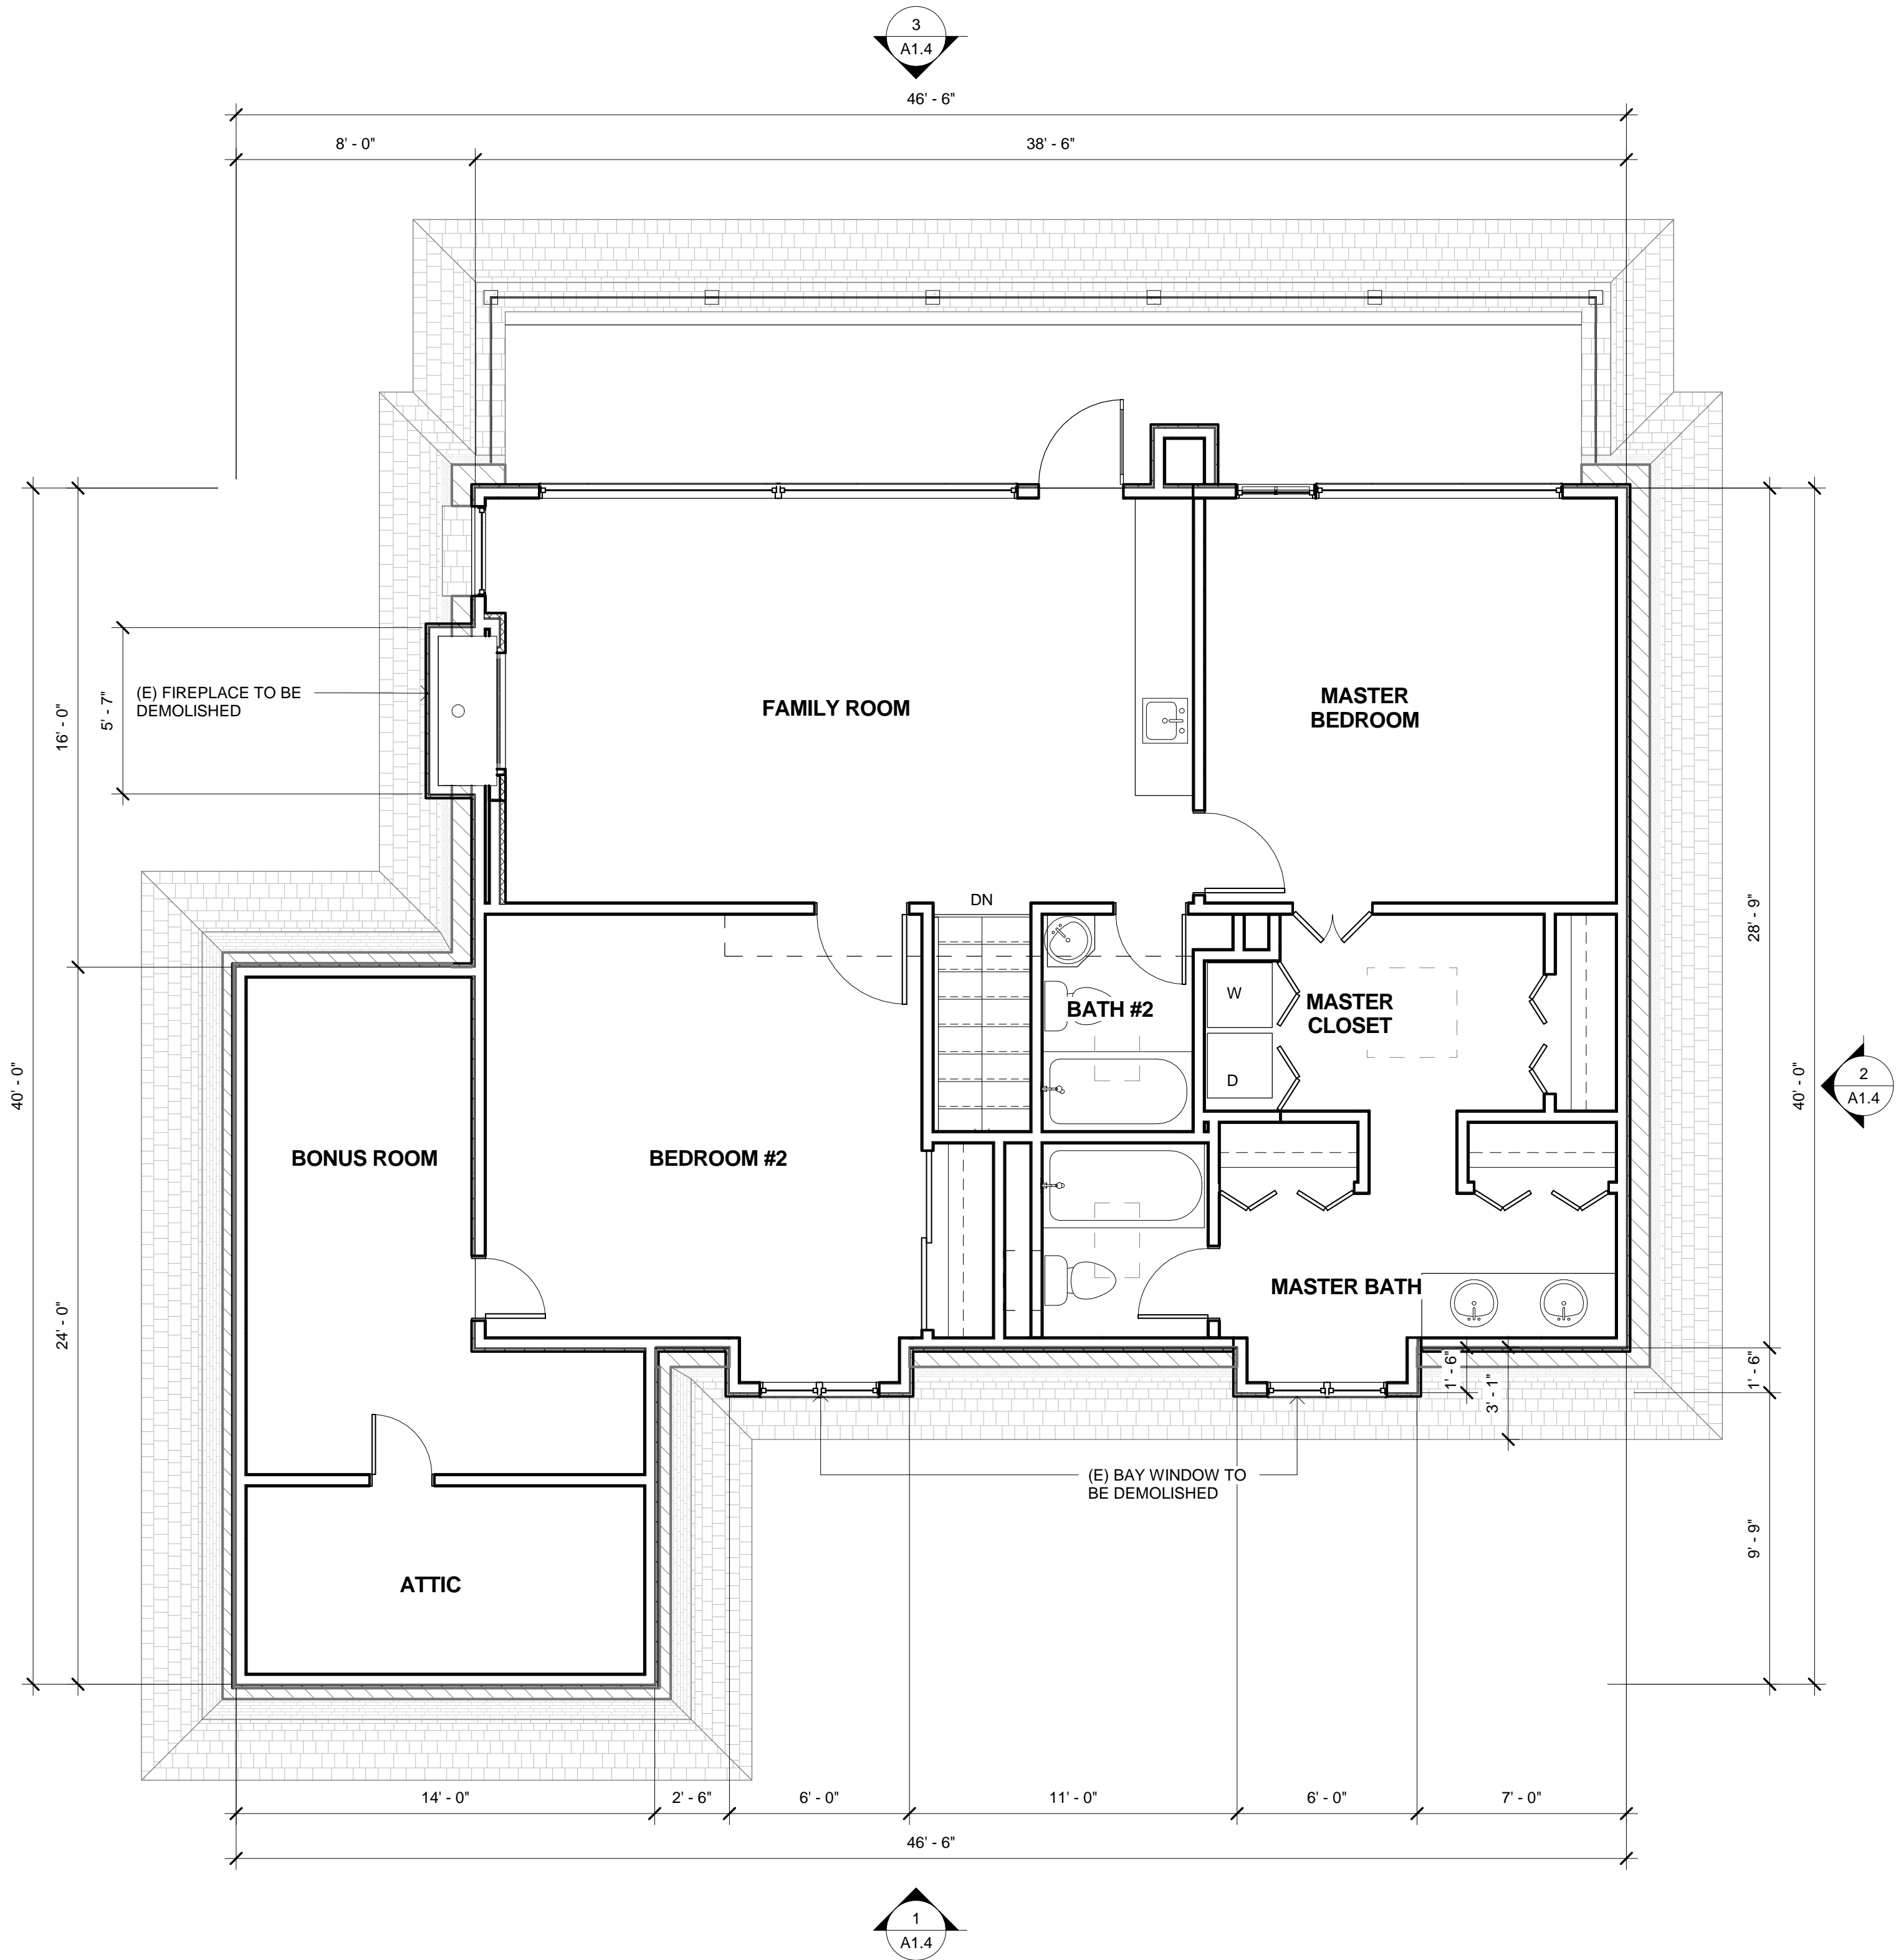 3
A1.4
46' - 6"
8' - 0"
38' - 6"
(E) FIREPLACE TO BE
DEMOLISHED
5' - 7"
16' - 0"
40' - 0"
24' - 0"
FAMILY ROOM
MASTER
BEDROOM
DN
BATH #2
W
D
MASTER
CLOSET
28' - 9"
40' - 0"
2
A1.4
BONUS ROOM
BEDROOM #2
MASTER BATH
1' - 6"
3' - 1"
1' - 6"
9' - 9"
(E) BAY WINDOW TO
BE DEMOLISHED
ATTIC
14' - 0"
2' - 6"
6' - 0"
11' - 0"
6' - 0"
7' - 0"
46' - 6"
1
A1.4